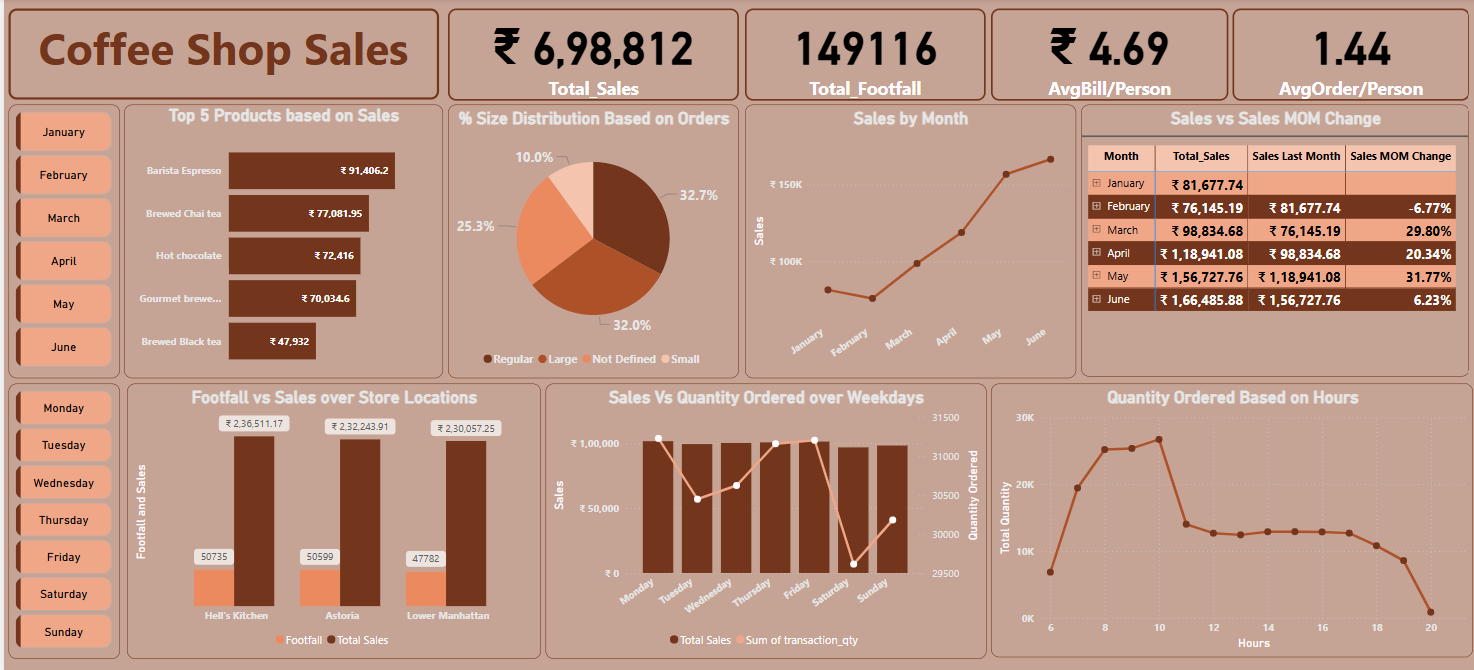 Coffee Shop Sales
₹ 6,98,812
Total_Sales
149116
Total_Footfall
₹ 4.69
AvgBill/Person
1.44
AvgOrder/Person
January
February
March
April
May
June
Top 5 Products based on Sales
Barista Espresso ₹ 91,406.2
Brewed Chai tea ₹ 77,081.95
Hot chocolate ₹ 72,416
Gourmet brewe... ₹ 70,034.6
Brewed Black tea ₹ 47,932
% Size Distribution Based on Orders
10.0%
32.7%
25.3%
32.0%
Regular Large Not Defined Small
Sales by Month
Sales
₹ 150K
₹ 100K
January February March April May June
Sales vs Sales MOM Change
Month Total_Sales Sales Last Month Sales MOM Change
January ₹ 81,677.74
February ₹ 76,145.19 ₹ 81,677.74 -6.77%
March ₹ 98,834.68 ₹ 76,145.19 29.80%
April ₹ 1,18,941.08 ₹ 98,834.68 20.34%
May ₹ 1,56,727.76 ₹ 1,18,941.08 31.77%
June ₹ 1,66,485.88 ₹ 1,56,727.76 6.23%
Monday
Tuesday
Wednesday
Thursday
Friday
Saturday
Sunday
Footfall vs Sales over Store Locations
Footfall and Sales
₹ 2,36,511.17 ₹ 2,32,243.91 ₹ 2,30,057.25
50735 50599 47782
Hell's Kitchen Astoria Lower Manhattan
Footfall Total Sales
Sales Vs Quantity Ordered over Weekdays
Sales
₹ 1,00,000
₹ 50,000
₹ 0
31500
31000
30500
30000
29500
Quantity Ordered
Monday Tuesday Wednesday Thursday Friday Saturday Sunday
Total Sales Sum of transaction_qty
Quantity Ordered Based on Hours
Total Quantity
30K
20K
10K
0K
6 8 10 12 14 16 18 20
Hours